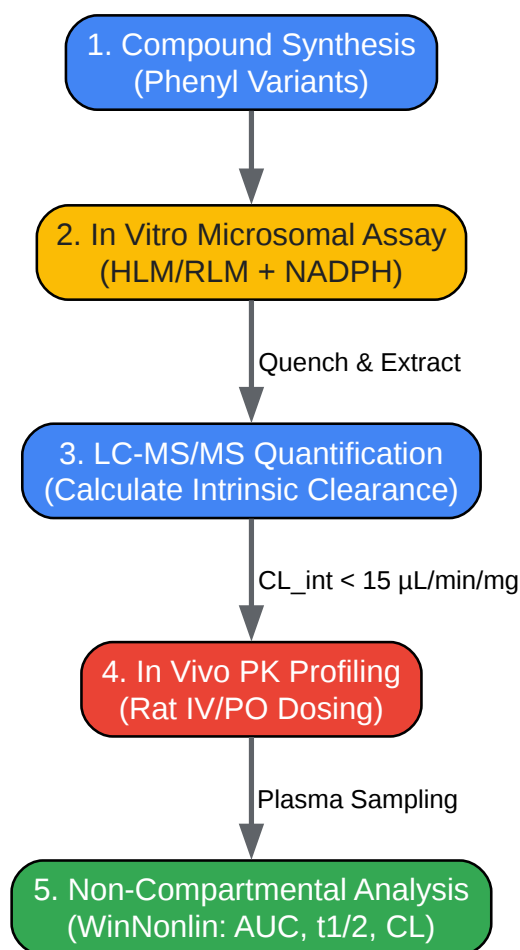 1. Compound Synthesis
(Phenyl Variants)
2. In Vitro Microsomal Assay
(HLM/RLM + NADPH)
Quench & Extract
3. LC-MS/MS Quantification
(Calculate Intrinsic Clearance)
CL_int < 15 µL/min/mg
4. In Vivo PK Profiling
(Rat IV/PO Dosing)
Plasma Sampling
5. Non-Compartmental Analysis
(WinNonlin: AUC, t1/2, CL)